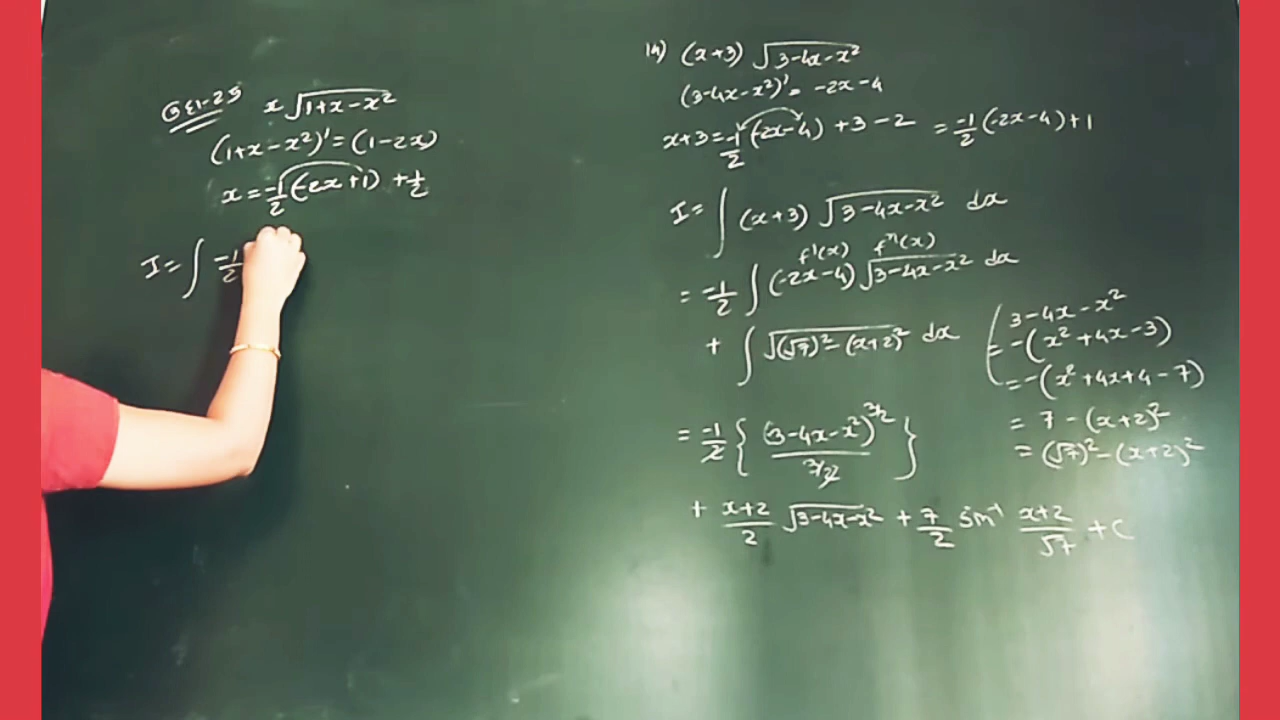 x√(1+x-x²)
(1+x-x²)' = (1-2x)
x = -1/2 (-2x+1) + 1/2
I = ∫ -1/2
14) (x+3) √(3-4x-x²)
(3-4x-x²)' = -2x-4
x+3 = -1/2 (-2x-4) + 3 - 2 = -1/2 (-2x-4) + 1
I = ∫ (x+3) √(3-4x-x²) dx
f'(x) fⁿ(x)
= -1/2 ∫ (-2x-4) √(3-4x-x²) dx
+ ∫ √((√7)² - (x+2)²) dx
3-4x-x²
= -(x²+4x-3)
= -(x²+4x+4-7)
= 7-(x+2)²
= (√7)² - (x+2)²
= -1/2 { (3-4x-x²)^3/2 / 3/2 }
+ x+2/2 √(3-4x-x²) + 7/2 sin⁻¹ x+2/√7 + C